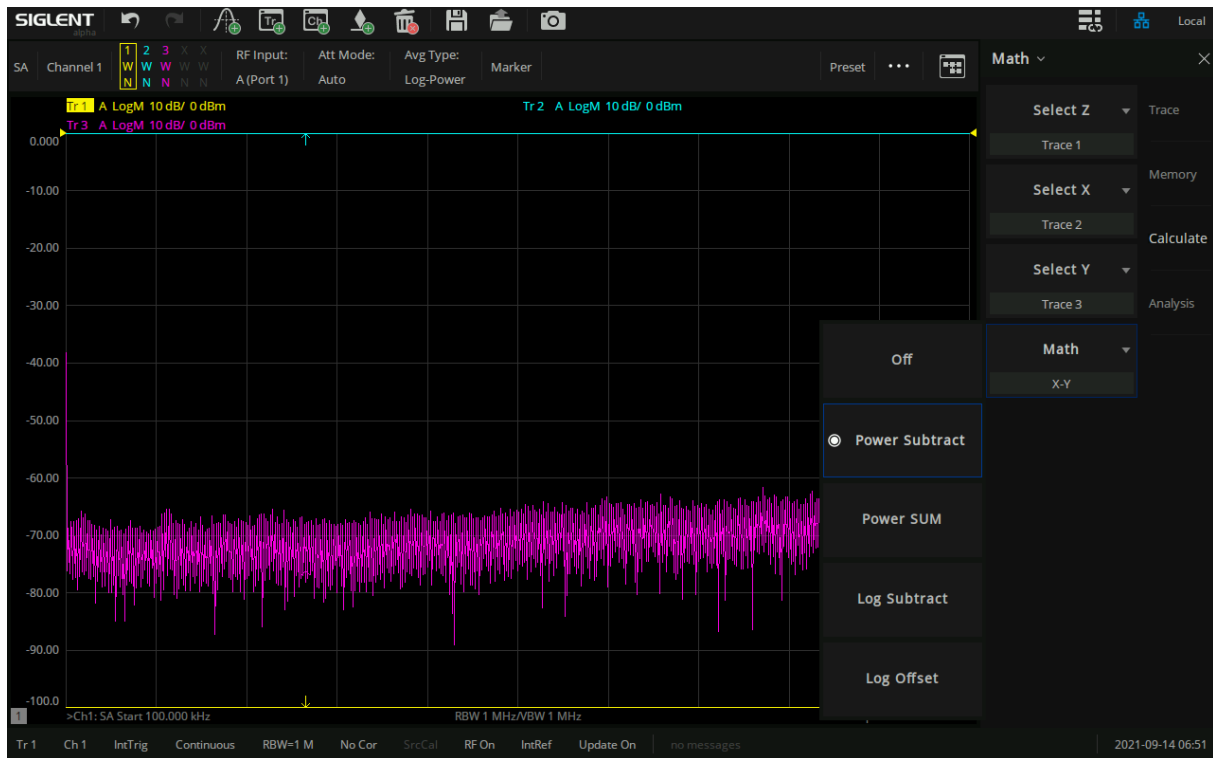 SIGLENT
alpha
Tr
Ch
Local
SA
Channel 1
1 2 3 X X
W W W W W
N N N N N
RF Input:
A (Port 1)
Att Mode:
Auto
Avg Type:
Log-Power
Marker
Preset
...
Math
Tr 1 A LogM 10 dB/ 0 dBm
Tr 2 A LogM 10 dB/ 0 dBm
Tr 3 A LogM 10 dB/ 0 dBm
0.000
-10.00
-20.00
-30.00
-40.00
-50.00
-60.00
-70.00
-80.00
-90.00
-100.0
Select Z
Trace 1
Select X
Trace 2
Select Y
Trace 3
Math
X-Y
Trace
Memory
Calculate
Analysis
Off
Power Subtract
Power SUM
Log Subtract
Log Offset
1
>Ch1: SA Start 100.000 kHz
RBW 1 MHz/VBW 1 MHz
Tr 1
Ch 1
IntTrig
Continuous
RBW=1 M
No Cor
SrcCal
RF On
IntRef
Update On
no messages
2021-09-14 06:51